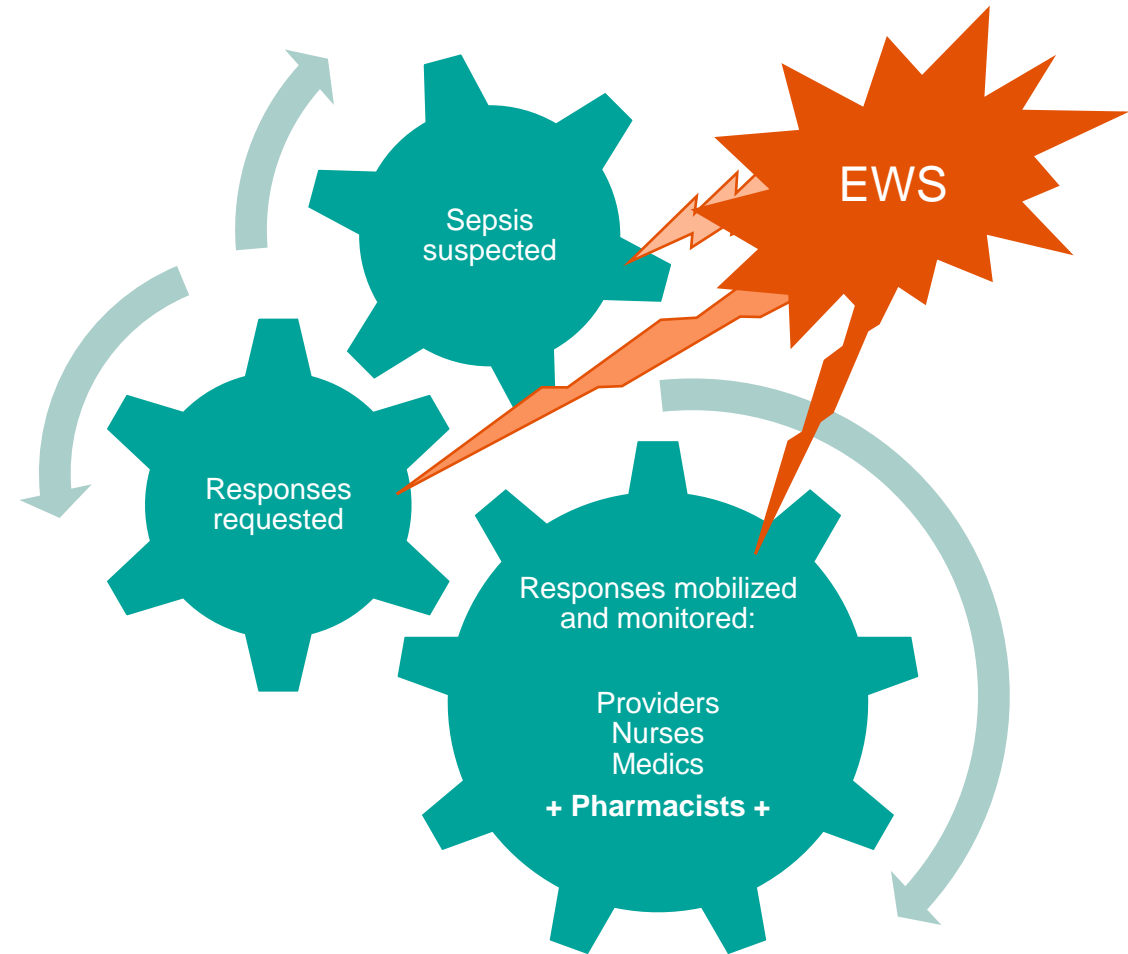 EWS
Sepsis
suspected
Responses
requested
Responses mobilized
and monitored:
Providers
Nurses
Medics
+ Pharmacists +